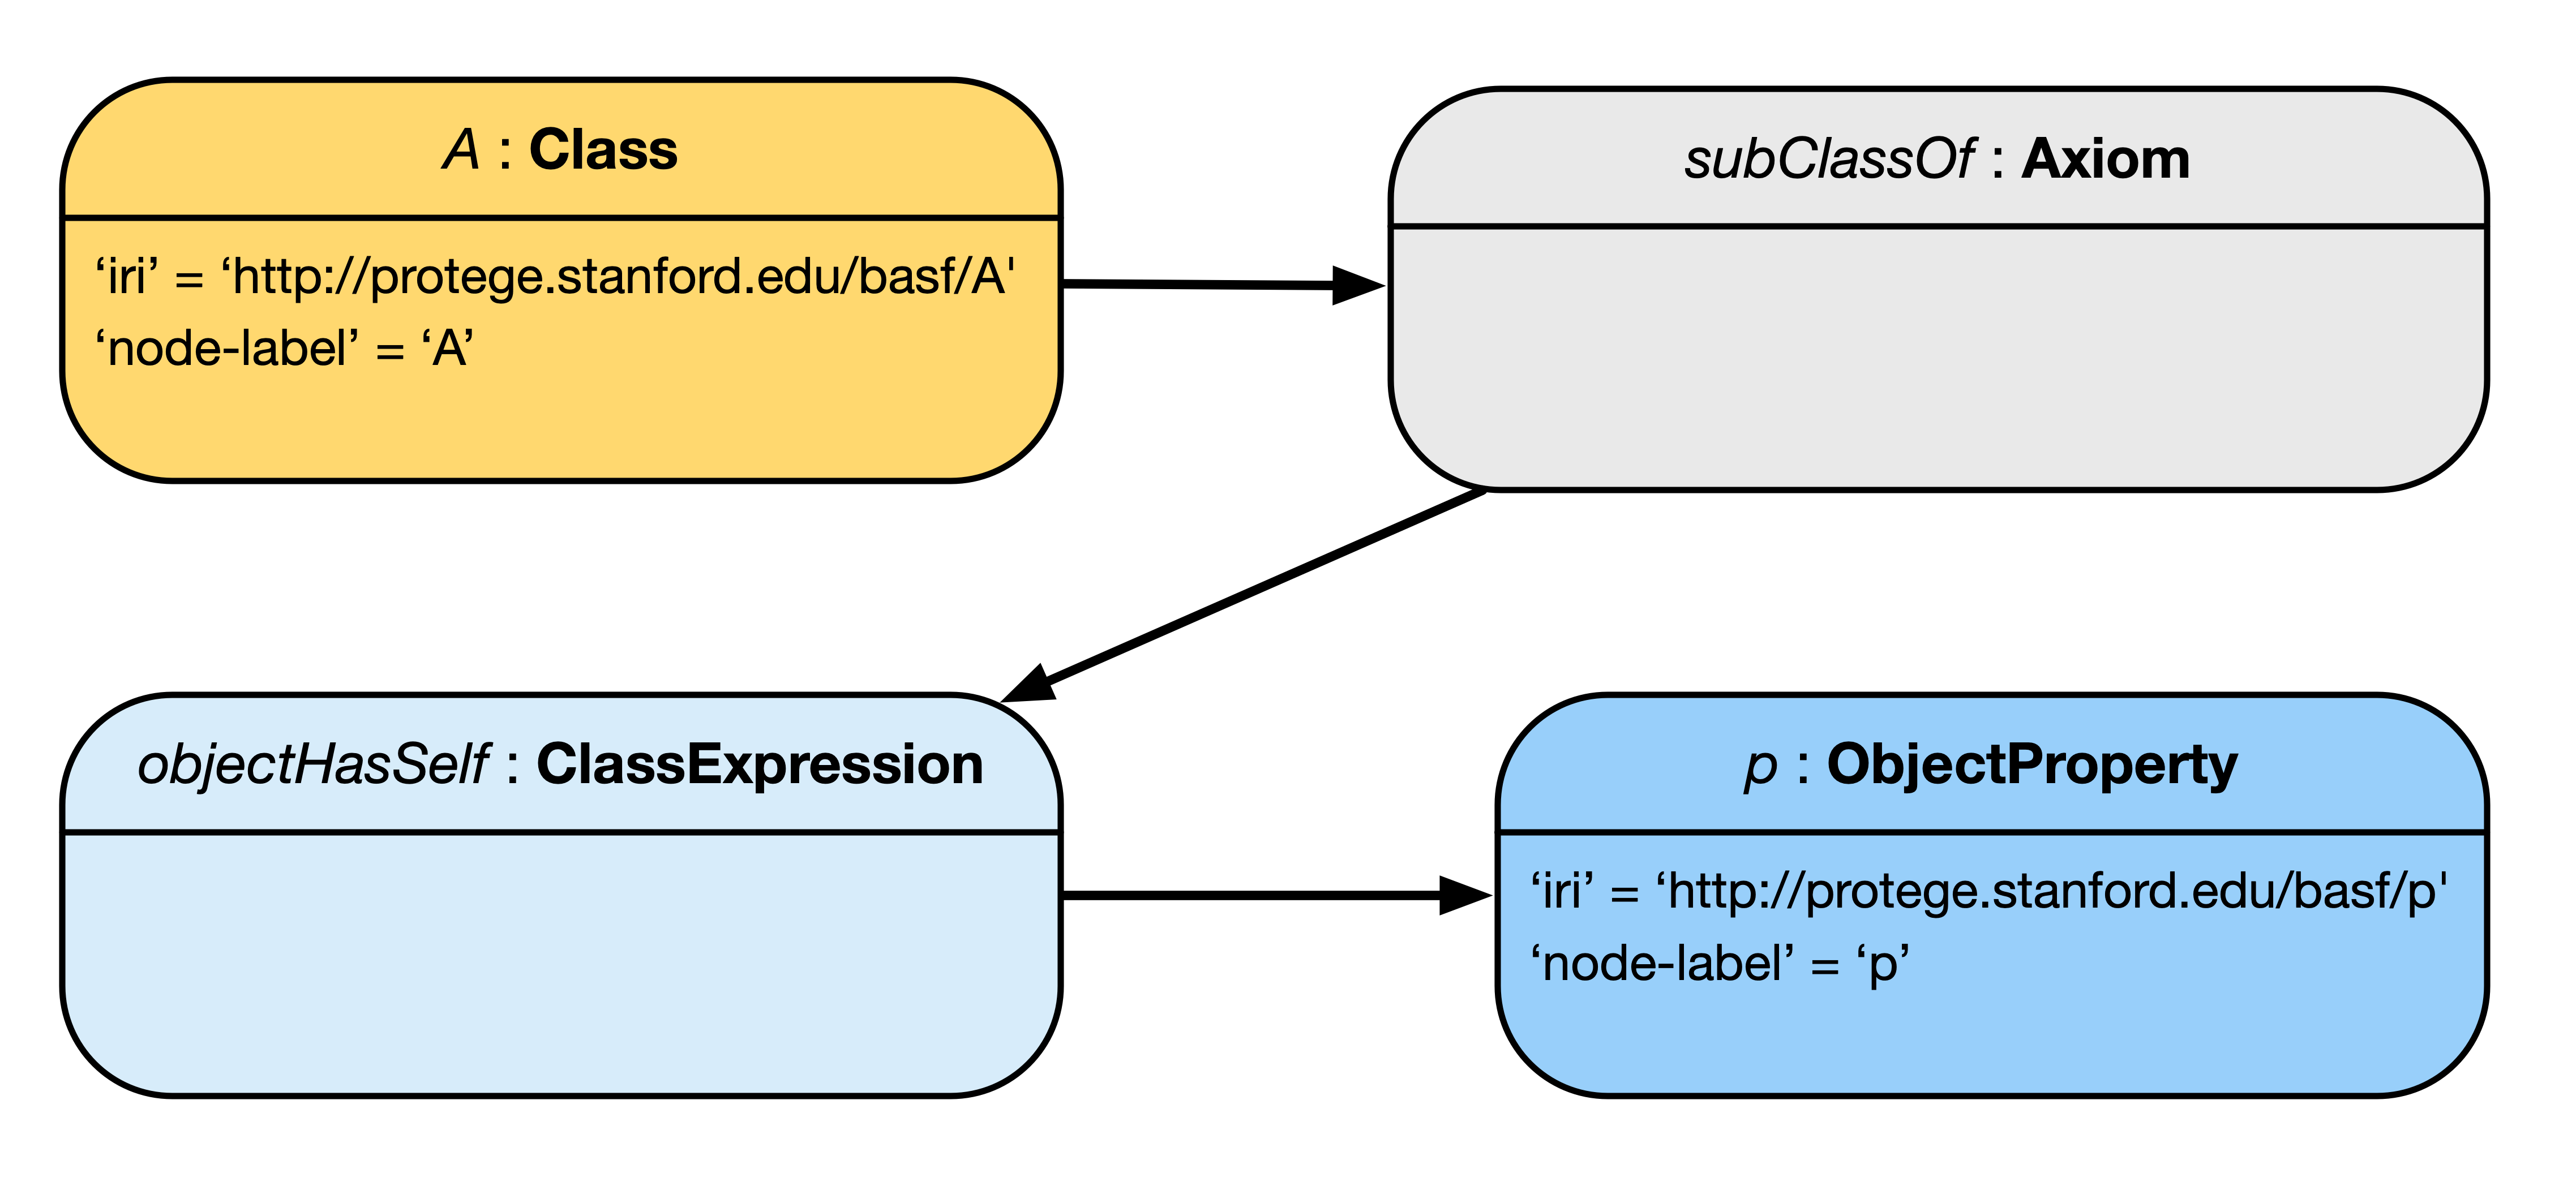 A : Class
‘iri’ = ‘http://protege.stanford.edu/basf/A'
‘node-label’ = ‘A’
subClassOf : Axiom
objectHasSelf : ClassExpression
p : ObjectProperty
‘iri’ = ‘http://protege.stanford.edu/basf/p'
‘node-label’ = ‘p’